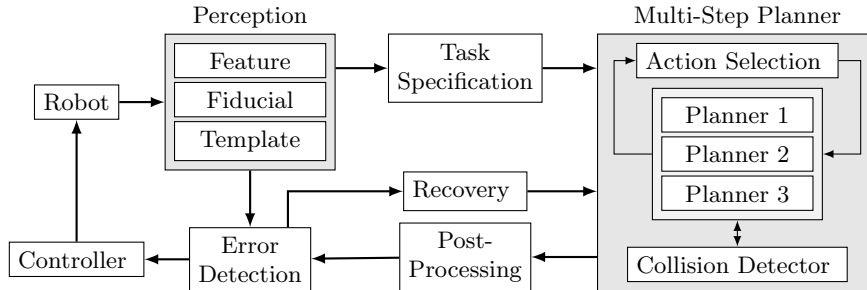 Perception
Multi-Step Planner
Feature
Fiducial
Template
Task
Specification
Action Selection
Robot
Planner 1
Planner 2
Planner 3
Recovery
Controller
Error
Detection
Post-
Processing
Collision Detector